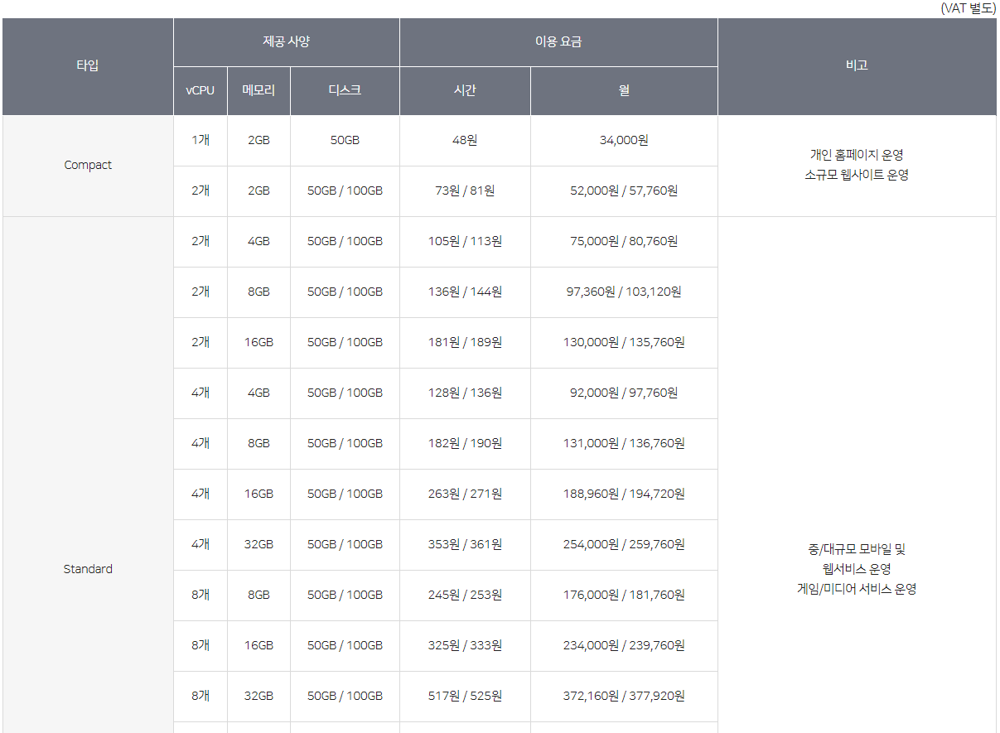 (VAT 별도)
타입 제공 사양 이용 요금 비고
vCPU 메모리 디스크 시간 월
Compact
1개 2GB 50GB 48원 34,000원
2개 2GB 50GB / 100GB 73원 / 81원 52,000원 / 57,760원
개인 홈페이지 운영
소규모 웹사이트 운영
Standard
2개 4GB 50GB / 100GB 105원 / 113원 75,000원 / 80,760원
2개 8GB 50GB / 100GB 136원 / 144원 97,360원 / 103,120원
2개 16GB 50GB / 100GB 181원 / 189원 130,000원 / 135,760원
4개 4GB 50GB / 100GB 128원 / 136원 92,000원 / 97,760원
4개 8GB 50GB / 100GB 182원 / 190원 131,000원 / 136,760원
4개 16GB 50GB / 100GB 263원 / 271원 188,960원 / 194,720원
4개 32GB 50GB / 100GB 353원 / 361원 254,000원 / 259,760원
8개 8GB 50GB / 100GB 245원 / 253원 176,000원 / 181,760원
8개 16GB 50GB / 100GB 325원 / 333원 234,000원 / 239,760원
8개 32GB 50GB / 100GB 517원 / 525원 372,160원 / 377,920원
중/대규모 모바일 및
웹서비스 운영
게임/미디어 서비스 운영